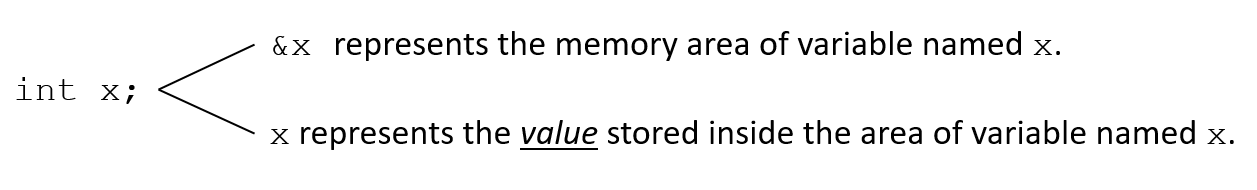 &x represents the memory area of variable named x.
int x;
x represents the value stored inside the area of variable named x.